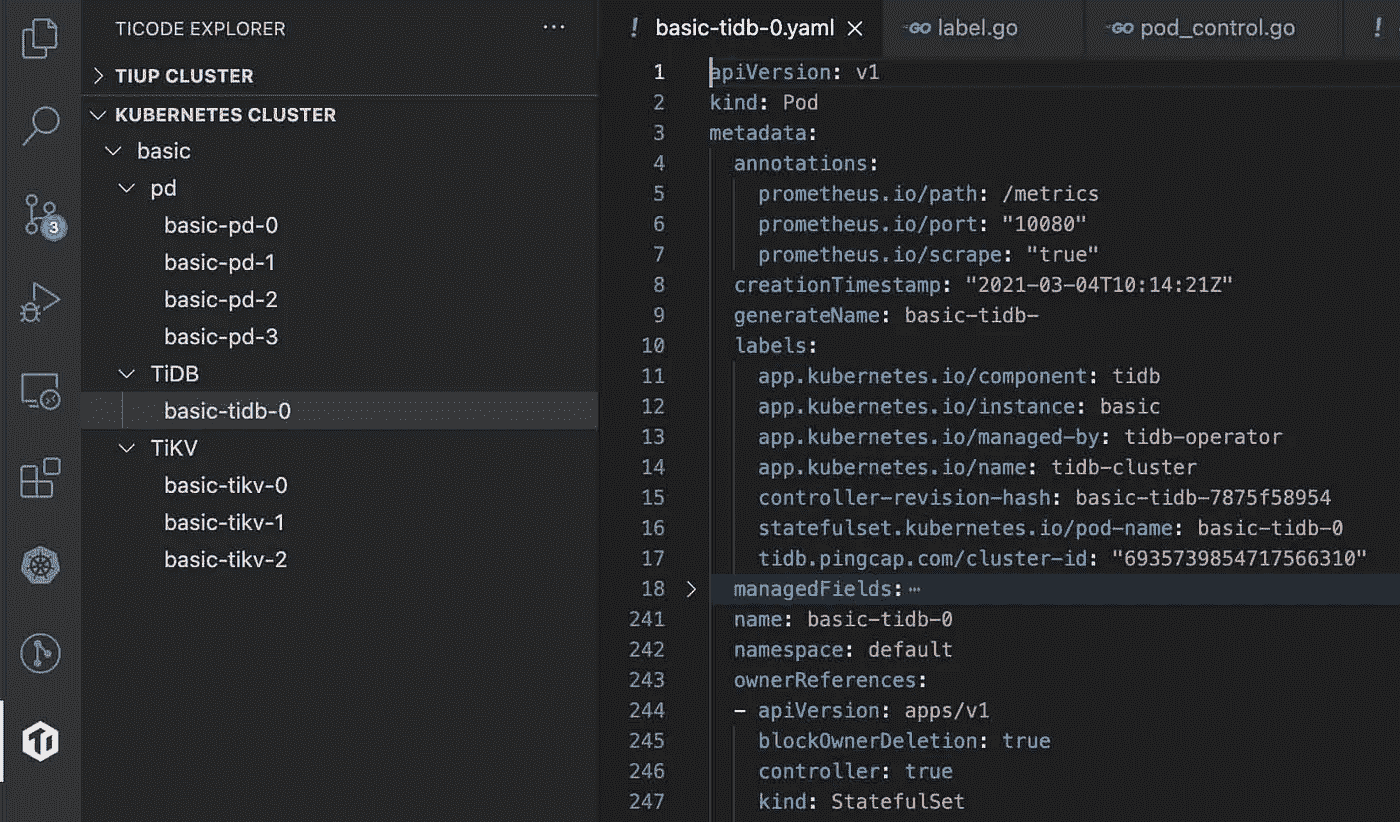 TICODE EXPLORER
···
TIUP CLUSTER
KUBERNETES CLUSTER
basic
pd
basic-pd-0
basic-pd-1
basic-pd-2
basic-pd-3
TiDB
basic-tidb-0
TiKV
basic-tikv-0
basic-tikv-1
basic-tikv-2
3
! basic-tidb-0.yaml
GO label.go
GO pod_control.go
!
1 apiVersion: v1
2 kind: Pod
3 metadata:
4 annotations:
5 prometheus.io/path: /metrics
6 prometheus.io/port: "10080"
7 prometheus.io/scrape: "true"
8 creationTimestamp: "2021-03-04T10:14:21Z"
9 generateName: basic-tidb-
10 labels:
11 app.kubernetes.io/component: tidb
12 app.kubernetes.io/instance: basic
13 app.kubernetes.io/managed-by: tidb-operator
14 app.kubernetes.io/name: tidb-cluster
15 controller-revision-hash: basic-tidb-7875f58954
16 statefulset.kubernetes.io/pod-name: basic-tidb-0
17 tidb.pingcap.com/cluster-id: "6935739854717566310"
18 managedFields:⋯
241 name: basic-tidb-0
242 namespace: default
243 ownerReferences:
244 - apiVersion: apps/v1
245 blockOwnerDeletion: true
246 controller: true
247 kind: StatefulSet